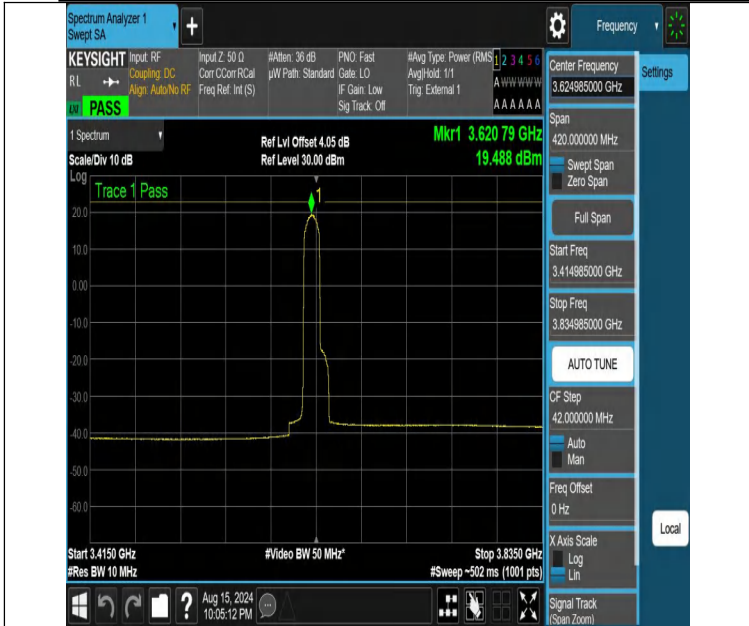 Spectrum Analyzer 1
Swept SA
+
Frequency
KEYSIGHT
RL
PASS
Input: RF
Coupling: DC
Align: Auto/No RF
Input Z: 50 Ω
Corr CCorr RCal
Freq Ref: Int (S)
#Atten: 36 dB
µW Path: Standard
PNO: Fast
Gate: LO
IF Gain: Low
Sig Track: Off
#Avg Type: Power (RMS
Avg|Hold: 1/1
Trig: External 1
1 2 3 4 5 6
A W W W W W
A A A A A A
1 Spectrum
Scale/Div 10 dB
Ref Lvl Offset 4.05 dB
Ref Level 30.00 dBm
Mkr1 3.620 79 GHz
19.488 dBm
Log
Trace 1 Pass
1
20.0
10.0
0.00
-10.0
-20.0
-30.0
-40.0
-50.0
-60.0
Start 3.4150 GHz
#Res BW 10 MHz
#Video BW 50 MHz*
Stop 3.8350 GHz
#Sweep ~502 ms (1001 pts)
Center Frequency
3.624985000 GHz
Settings
Span
420.000000 MHz
Swept Span
Zero Span
Full Span
Start Freq
3.414985000 GHz
Stop Freq
3.834985000 GHz
AUTO TUNE
CF Step
42.000000 MHz
Auto
Man
Freq Offset
0 Hz
Local
X Axis Scale
Log
Lin
Signal Track
(Span Zoom)
?
Aug 15, 2024
10:05:12 PM